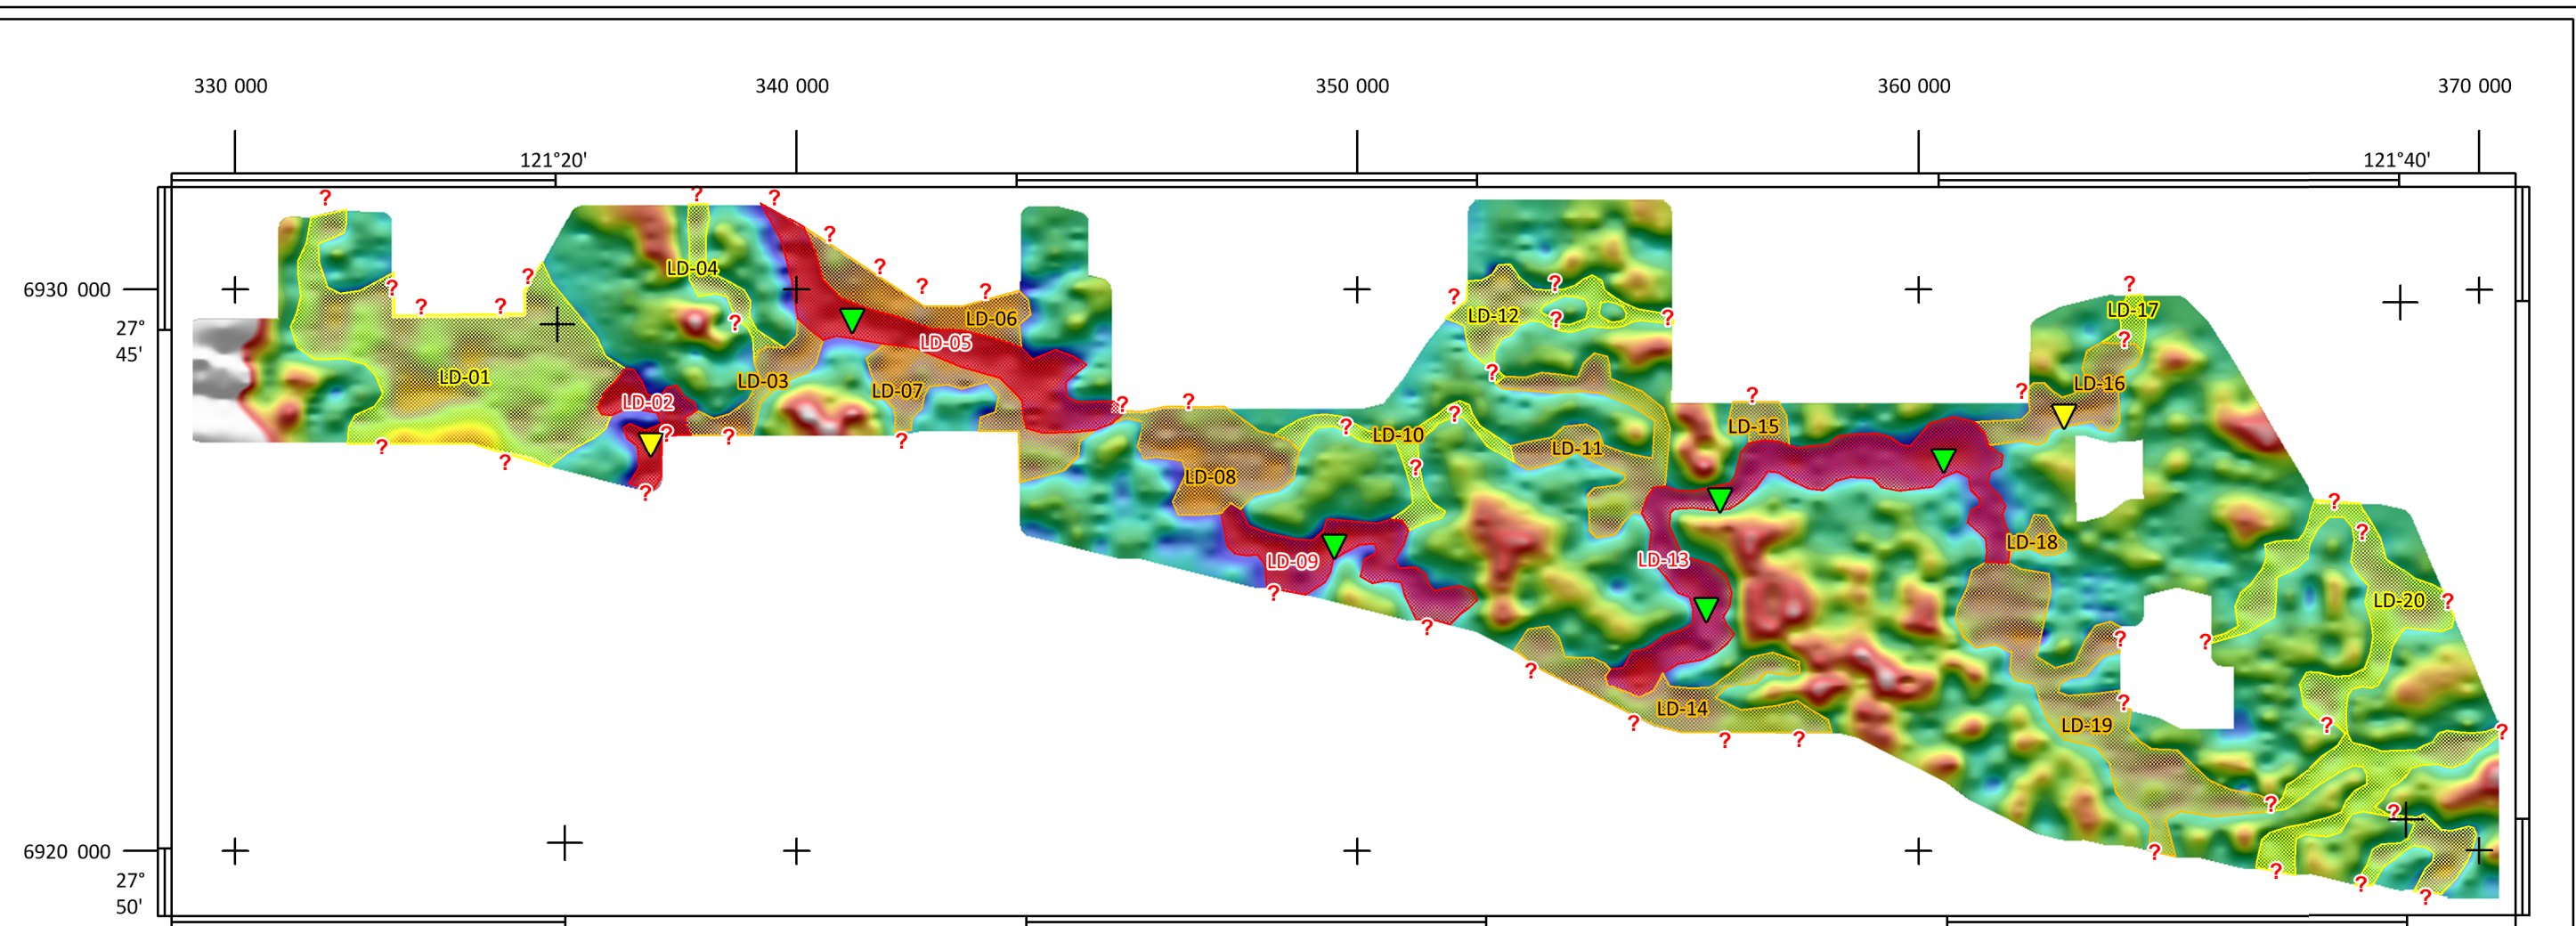 330 000 340 000 350 000 360 000 370 000
121°20' 121°40'
? ? ?
?
LD-04 ?
? ? ? ?
6930 000 ? ? ? ?
? ? LD-17
LD-06 LD-12 ? ?
27° ?
LD-05 ?
45'
LD-01 LD-03 ? LD-16
LD-07 ? ?
LD-02 ? ?
? LD-15
? ? ? ? LD-10
? LD-11
? ?
LD-08
? ?
?
LD-18
LD-09 LD-13
? LD-20 ?
?
? ?
?
? LD-14 LD-19
? ? ? ? ?
? ?
6920 000 ?
27° ? ?
50' ?